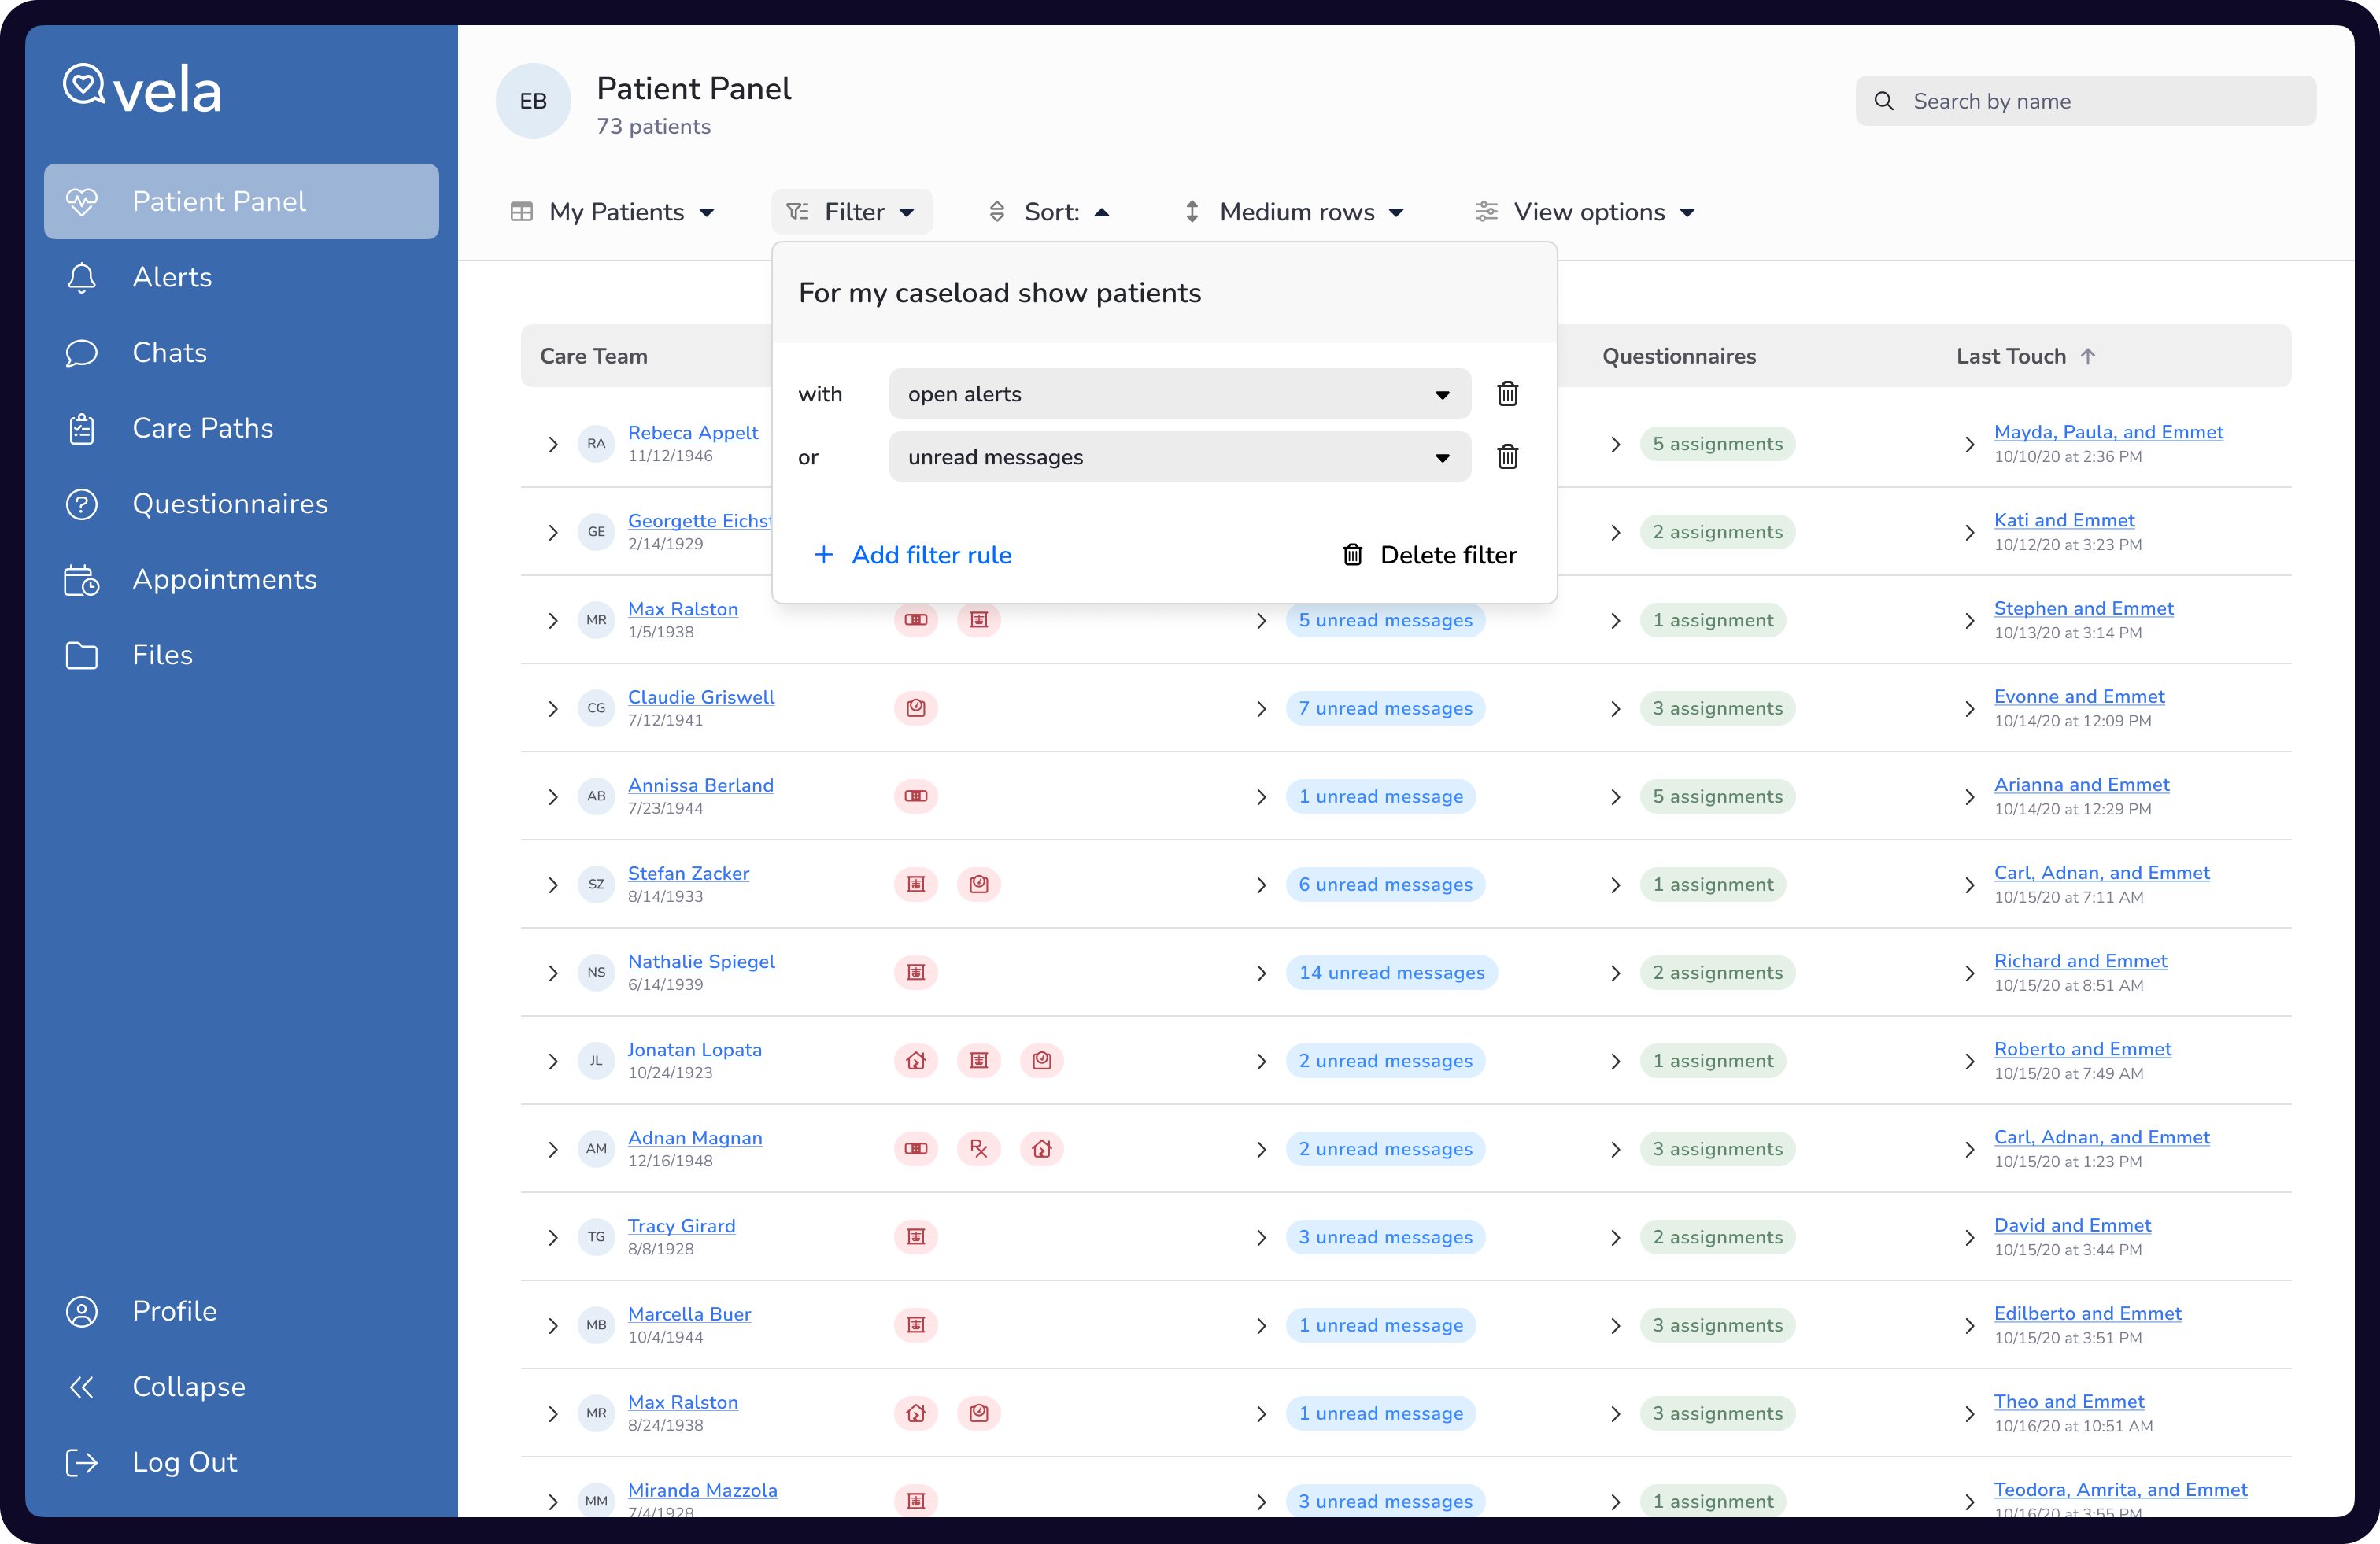 vela
Patient Panel
Alerts
Chats
Care Paths
Questionnaires
Appointments
Files
Profile
Collapse
Log Out
EB
Patient Panel
73 patients
Search by name
My Patients
Filter
Sort:
Medium rows
View options
For my caseload show patients
with open alerts
or unread messages
+ Add filter rule
Delete filter
Care Team Questionnaires Last Touch
RA Rebeca Appelt 5 assignments Mayda, Paula, and Emmet
11/12/1946 10/10/20 at 2:36 PM
GE Georgette 2 assignments Kati and Emmet
2/14/1929 10/12/20 at 3:23 PM
MR Max Ralston 5 unread messages 1 assignment Stephen and Emmet
1/5/1938 10/13/20 at 3:14 PM
CG Claudie Griswell 7 unread messages 3 assignments Evonne and Emmet
7/12/1941 10/14/20 at 12:09 PM
AB Annissa Berland 1 unread message 5 assignments Arianna and Emmet
7/23/1944 10/14/20 at 12:29 PM
SZ Stefan Zacker 6 unread messages 1 assignment Carl, Adnan, and Emmet
8/14/1933 10/15/20 at 7:11 AM
NS Nathalie Spiegel 14 unread messages 2 assignments Richard and Emmet
6/14/1939 10/15/20 at 8:51 AM
JL Jonatan Lopata 2 unread messages 1 assignment Roberto and Emmet
10/24/1923 10/15/20 at 7:49 AM
AM Adnan Magnan 2 unread messages 3 assignments Carl, Adnan, and Emmet
12/16/1948 10/15/20 at 1:23 PM
TG Tracy Girard 3 unread messages 2 assignments David and Emmet
8/8/1928 10/15/20 at 3:44 PM
MB Marcella Buer 1 unread message 3 assignments Edilberto and Emmet
10/4/1944 10/15/20 at 3:51 PM
MR Max Ralston 1 unread message 3 assignments Theo and Emmet
8/24/1938 10/16/20 at 10:51 AM
MM Miranda Mazzola 3 unread messages 1 assignment Teodora, Amrita, and Emmet
7/4/1928 10/16/20 at 3:55 PM